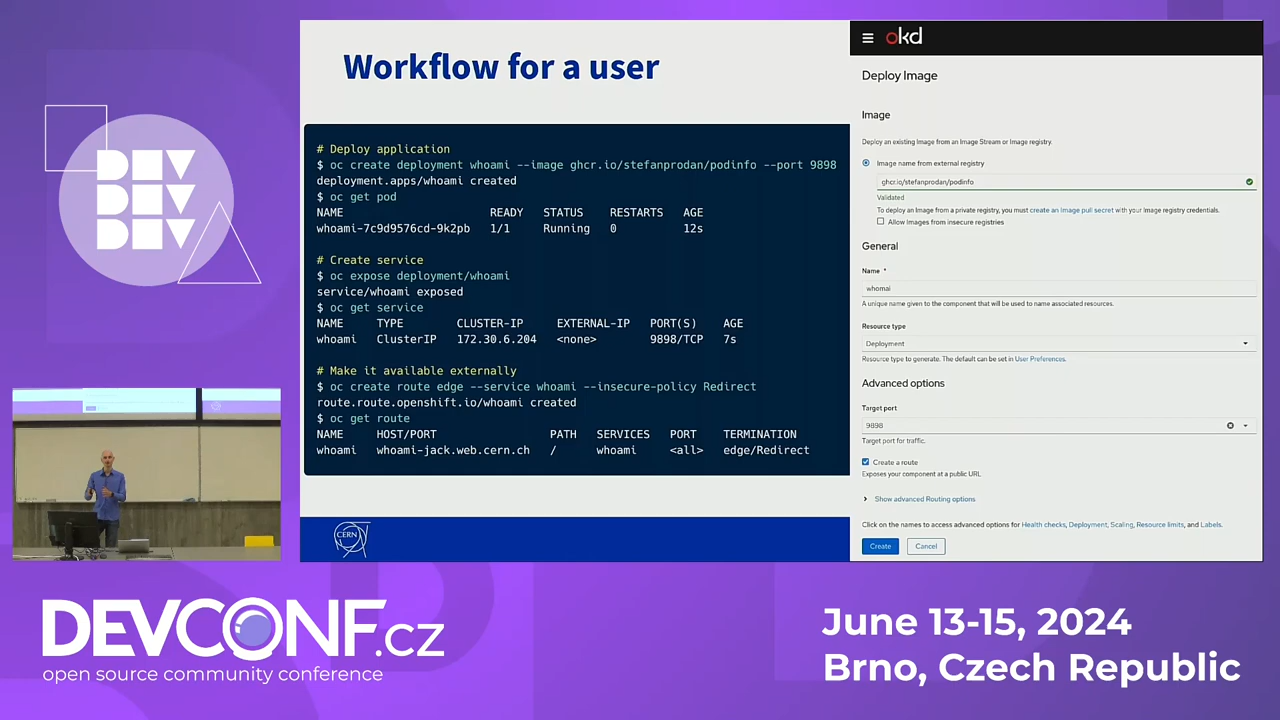 DEV
DEV
DEV
Workflow for a user
# Deploy application
$ oc create deployment whoami --image ghcr.io/stefanprodan/podinfo --port 9898
deployment.apps/whoami created
$ oc get pod
NAME READY STATUS RESTARTS AGE
whoami-7c9d9576cd-9k2pb 1/1 Running 0 12s
# Create service
$ oc expose deployment/whoami
service/whoami exposed
$ oc get service
NAME TYPE CLUSTER-IP EXTERNAL-IP PORT(S) AGE
whoami ClusterIP 172.30.6.204 <none> 9898/TCP 7s
# Make it available externally
$ oc create route edge --service whoami --insecure-policy Redirect
route.route.openshift.io/whoami created
$ oc get route
NAME HOST/PORT PATH SERVICES PORT TERMINATION
whoami whoami-jack.web.cern.ch / whoami <all> edge/Redirect
CERN
okd
Deploy Image
Image
Deploy an existing Image from an Image Stream or Image registry.
Image name from external registry
ghcr.io/stefanprodan/podinfo
Validated
To deploy an Image from a private registry, you must create an image pull secret with your Image registry credentials.
Allow Images from insecure registries
General
Name *
whomai
A unique name given to the component that will be used to name associated resources.
Resource type
Deployment
Resource type to generate. The default can be set in User Preferences.
Advanced options
Target port
9898
Target port for traffic.
Create a route
Exposes your component at a public URL
Show advanced Routing options
Click on the names to access advanced options for Health checks, Deployment, Scaling, Resource limits, and Labels.
Create Cancel
DEVCONF.cz
open source community conference
June 13-15, 2024
Brno, Czech Republic